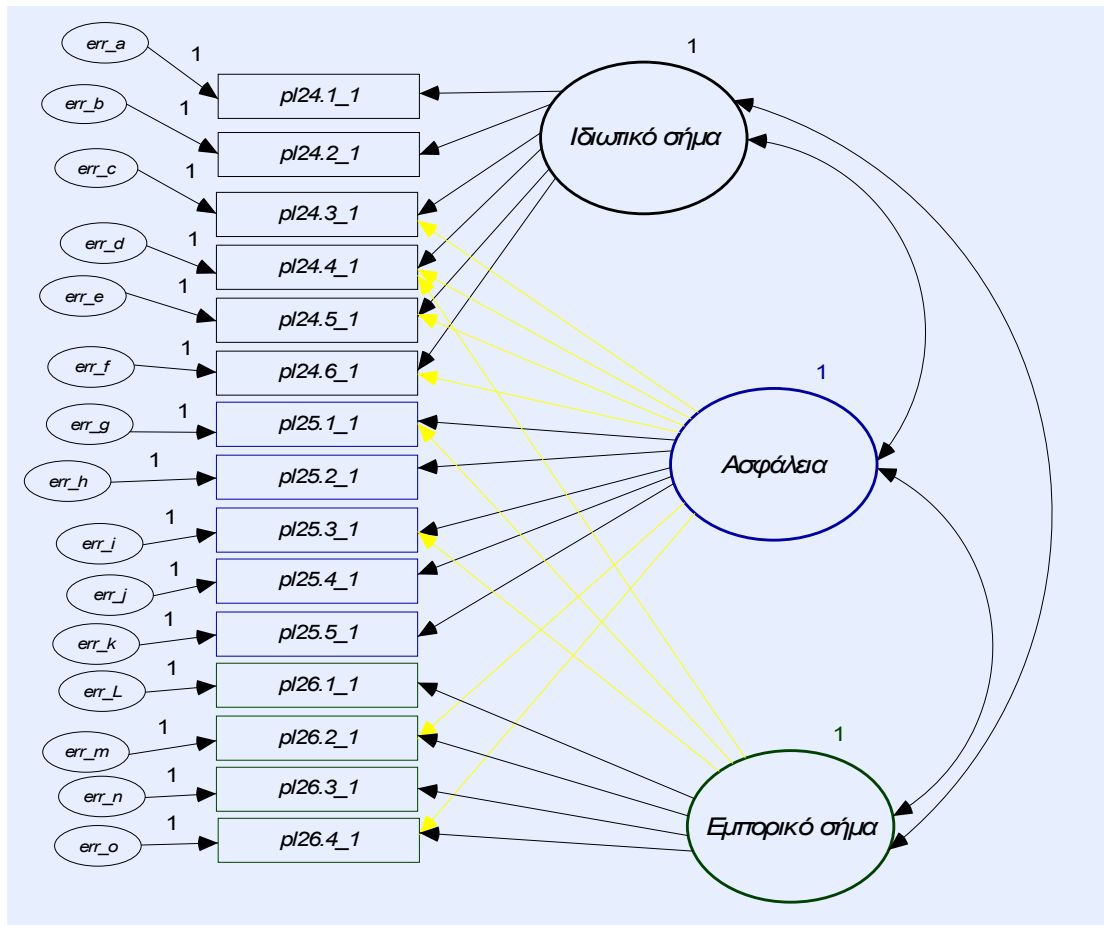 err_a
1
pl24.1_1
1
Ιδιωτικό σήμα
err_b
1
pl24.2_1
err_c
1
pl24.3_1
err_d
1
pl24.4_1
err_e
1
pl24.5_1
err_f
1
pl24.6_1
1
err_g
1
pl25.1_1
Ασφάλεια
err_h
1
pl25.2_1
err_i
1
pl25.3_1
err_j
1
pl25.4_1
err_k
1
pl25.5_1
err_L
1
pl26.1_1
err_m
1
pl26.2_1
1
err_n
1
pl26.3_1
Εμπορικό σήμα
err_o
1
pl26.4_1